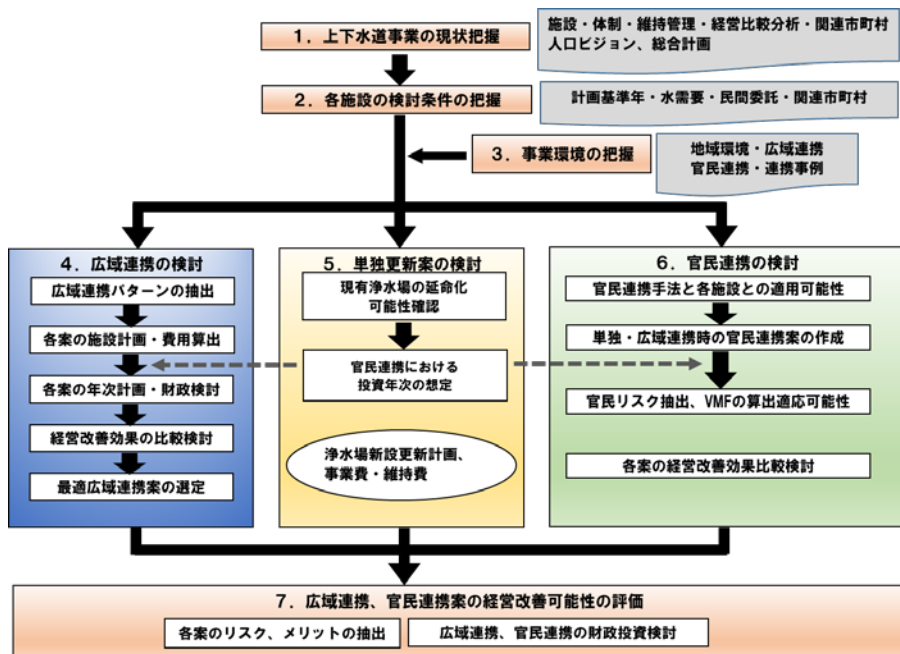 1．上下水道事業の現状把握
施設・体制・維持管理・経営比較分析・関連市町村
人口ビジョン、総合計画
2．各施設の検討条件の把握
計画基準年・水需要・民間委託・関連市町村
3．事業環境の把握
地域環境・広域連携
官民連携・連携事例
4．広域連携の検討
広域連携パターンの抽出
各案の施設計画・費用算出
各案の年次計画・財政検討
経営改善効果の比較検討
最適広域連携案の選定
5．単独更新案の検討
現有浄水場の延命化
可能性確認
官民連携における
投資年次の想定
浄水場新設更新計画、
事業費・維持費
6．官民連携の検討
官民連携手法と各施設との適用可能性
単独・広域連携時の官民連携案の作成
官民リスク抽出、VMFの算出適応可能性
各案の経営改善効果比較検討
7．広域連携、官民連携案の経営改善可能性の評価
各案のリスク、メリットの抽出
広域連携、官民連携の財政投資検討